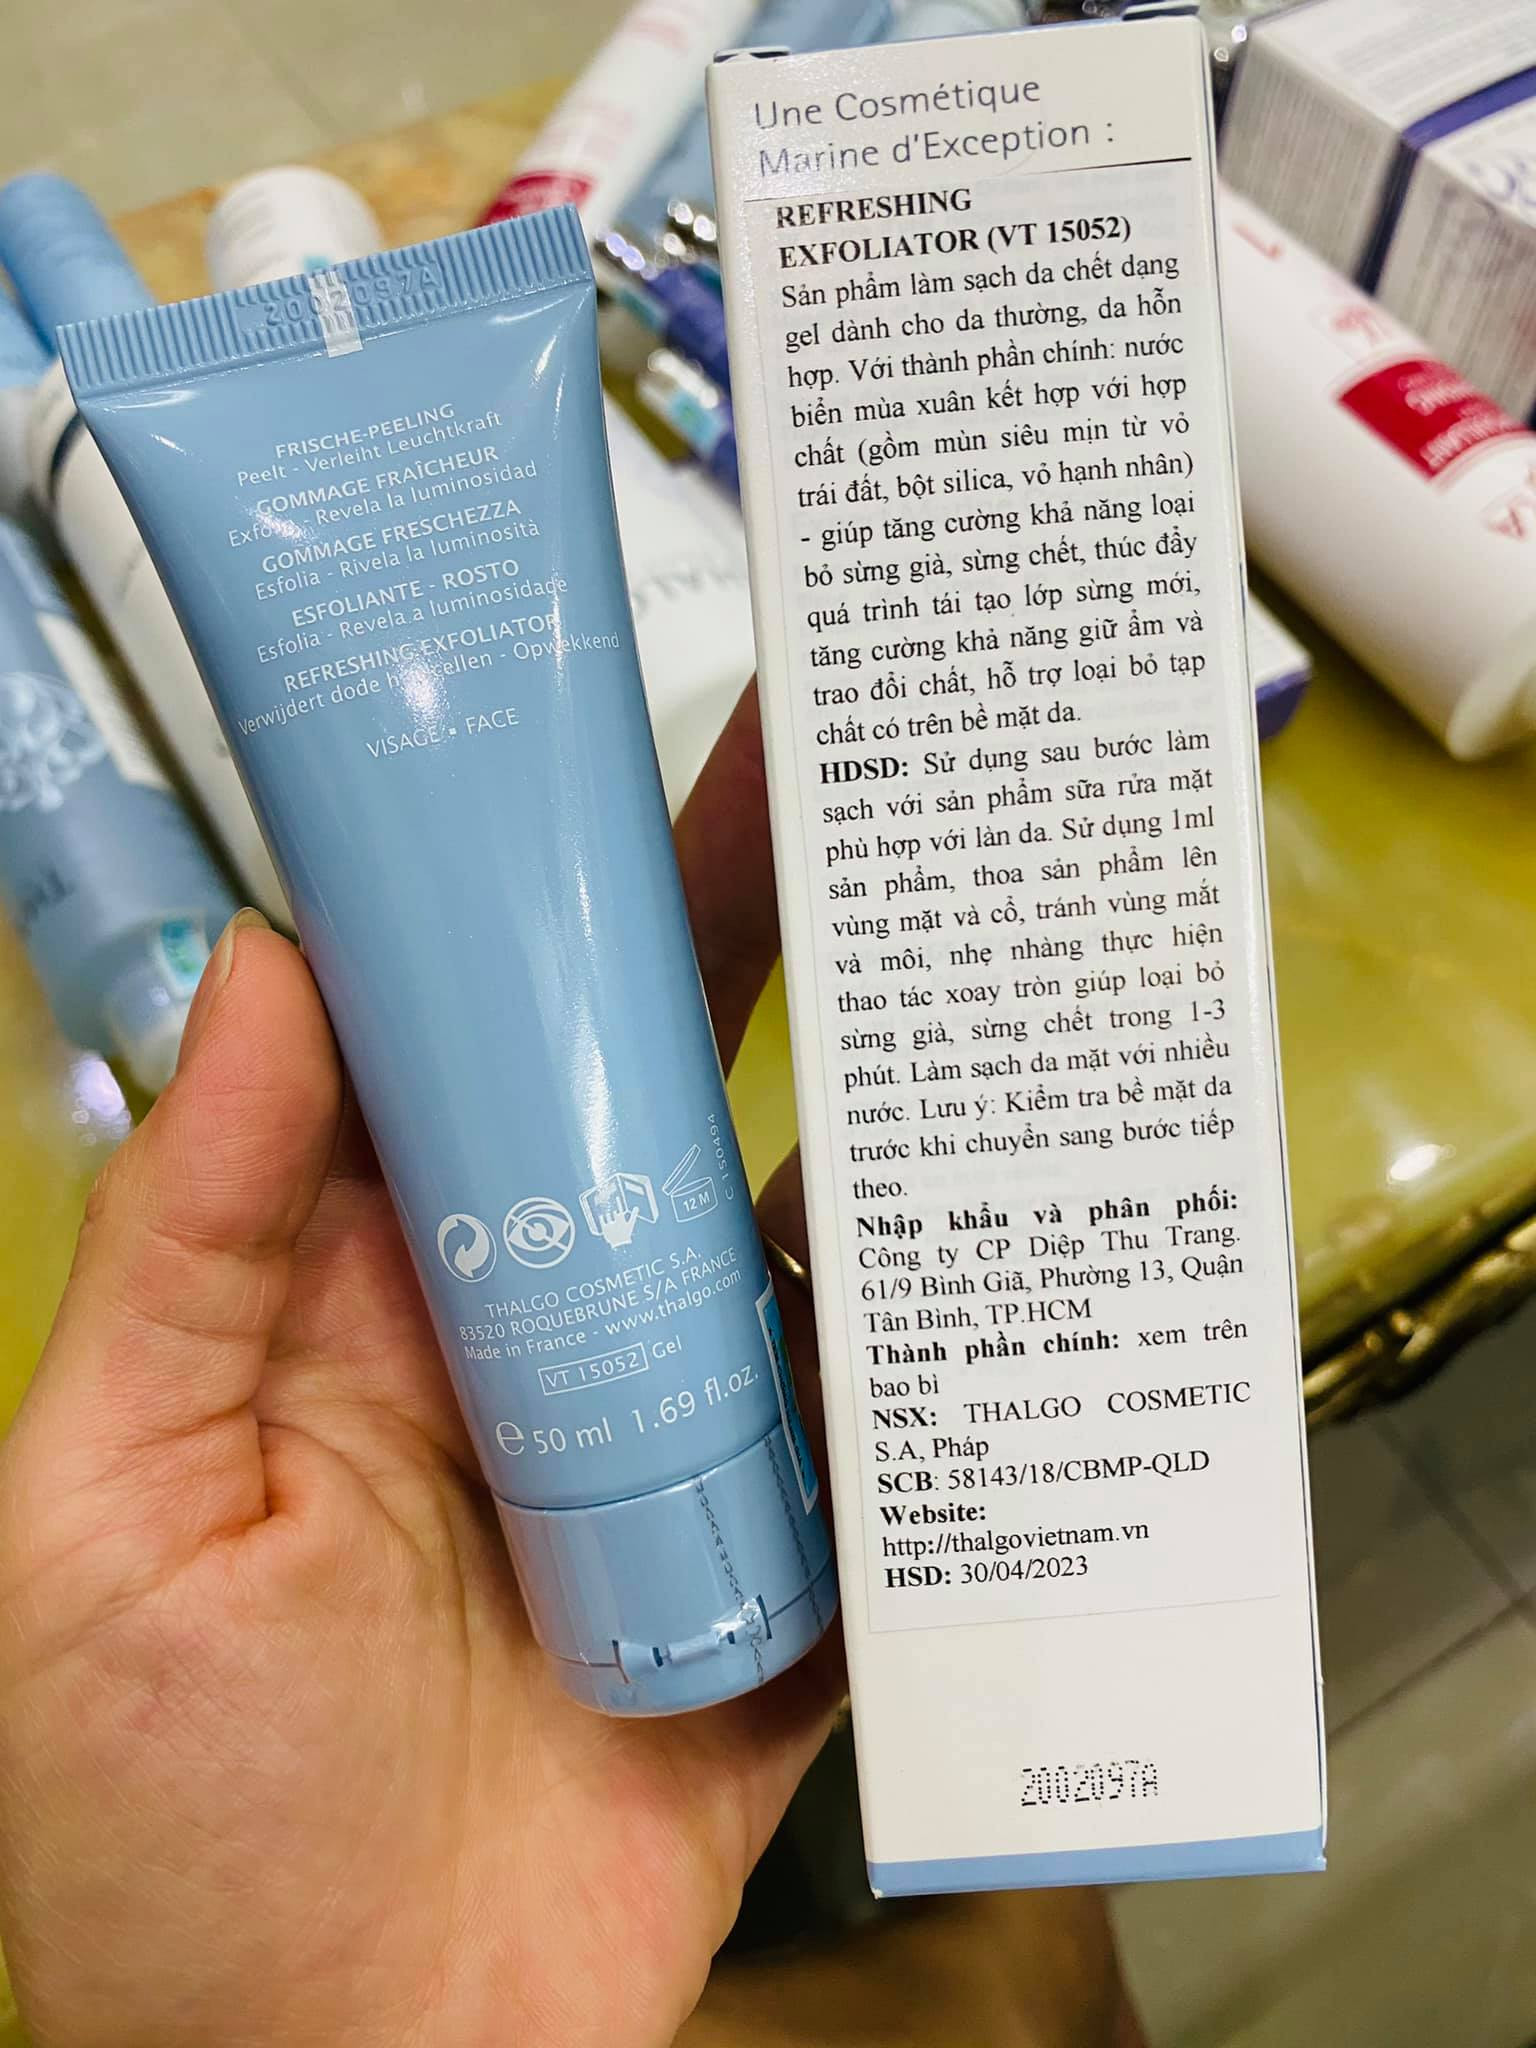 2002097A
FRISCHE-PEELING
Peelt - Verleiht Leuchtkraft
GOMMAGE FRAÎCHEUR
- Revela la luminosidad
GOMMAGE FRESCHEZZA
Esfolia - Rivela la luminosità
ESFOLIANTE - ROSTO
Esfolia - Revela a luminosidade
REFRESHING EXFOLIATOR
Verwijdert dode - Opwekkend
VISAGE ▪ FACE
12 M
C 150494
THALGO COSMETIC S.A.
83520 ROQUEBRUNE S/A FRANCE
Made in France - www.thalgo.com
VT 15052 Gel
e 50 ml 1.69 fl.oz.
Une Cosmétique
Marine d'Exception :
REFRESHING
EXFOLIATOR (VT 15052)
Sản phẩm làm sạch da chết dạng
gel dành cho da thường, da hỗn
hợp. Với thành phần chính: nước
biển mùa xuân kết hợp với hợp
chất (gồm mùn siêu mịn từ vỏ
trái đất, bột silica, vỏ hạnh nhân)
- giúp tăng cường khả năng loại
bỏ sừng già, sừng chết, thúc đẩy
quá trình tái tạo lớp sừng mới,
tăng cường khả năng giữ ẩm và
trao đổi chất, hỗ trợ loại bỏ tạp
chất có trên bề mặt da.
HDSD: Sử dụng sau bước làm
sạch với sản phẩm sữa rửa mặt
phù hợp với làn da. Sử dụng 1ml
sản phẩm, thoa sản phẩm lên
vùng mặt và cổ, tránh vùng mắt
và môi, nhẹ nhàng thực hiện
thao tác xoay tròn giúp loại bỏ
sừng già, sừng chết trong 1-3
phút. Làm sạch da mặt với nhiều
nước. Lưu ý: Kiểm tra bề mặt da
trước khi chuyển sang bước tiếp
theo.
Nhập khẩu và phân phối:
Công ty CP Diệp Thu Trang.
61/9 Bình Giã, Phường 13, Quận
Tân Bình, TP.HCM
Thành phần chính: xem trên
bao bì
NSX: THALGO COSMETIC
S.A, Pháp
SCB: 58143/18/CBMP-QLD
Website:
http://thalgovietnam.vn
HSD: 30/04/2023
2002097A